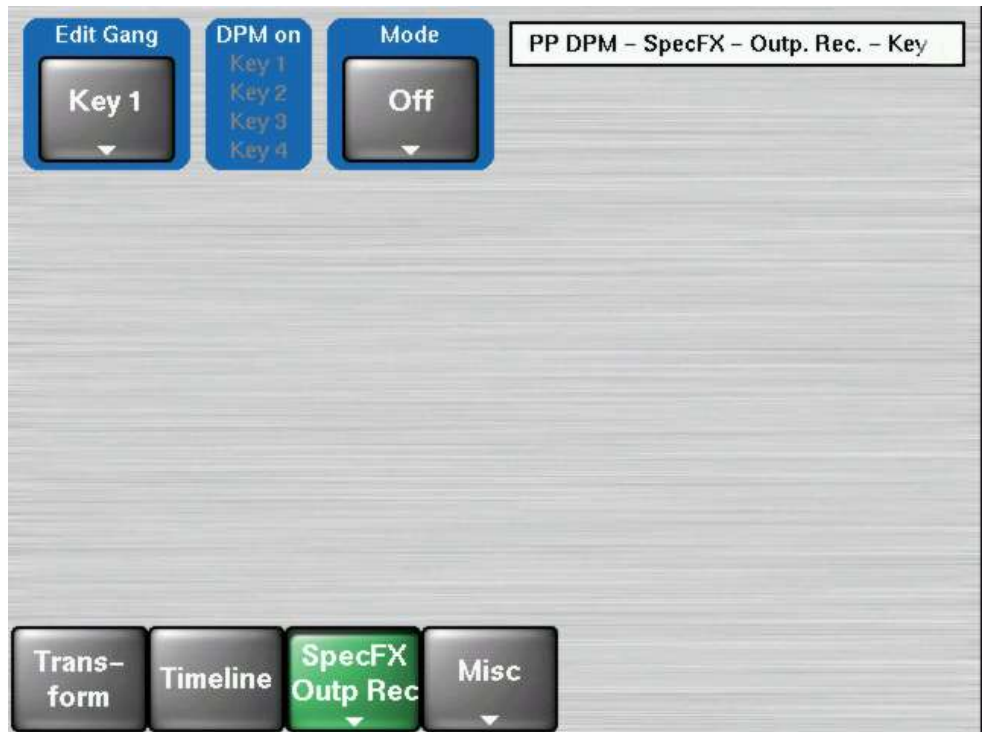 Edit Gang
Key 1
DPM on
Key 1
Key 2
Key 3
Key 4
Mode
Off
PP DPM – SpecFX – Outp. Rec. – Key
Trans–
form
Timeline
SpecFX
Outp Rec
Misc